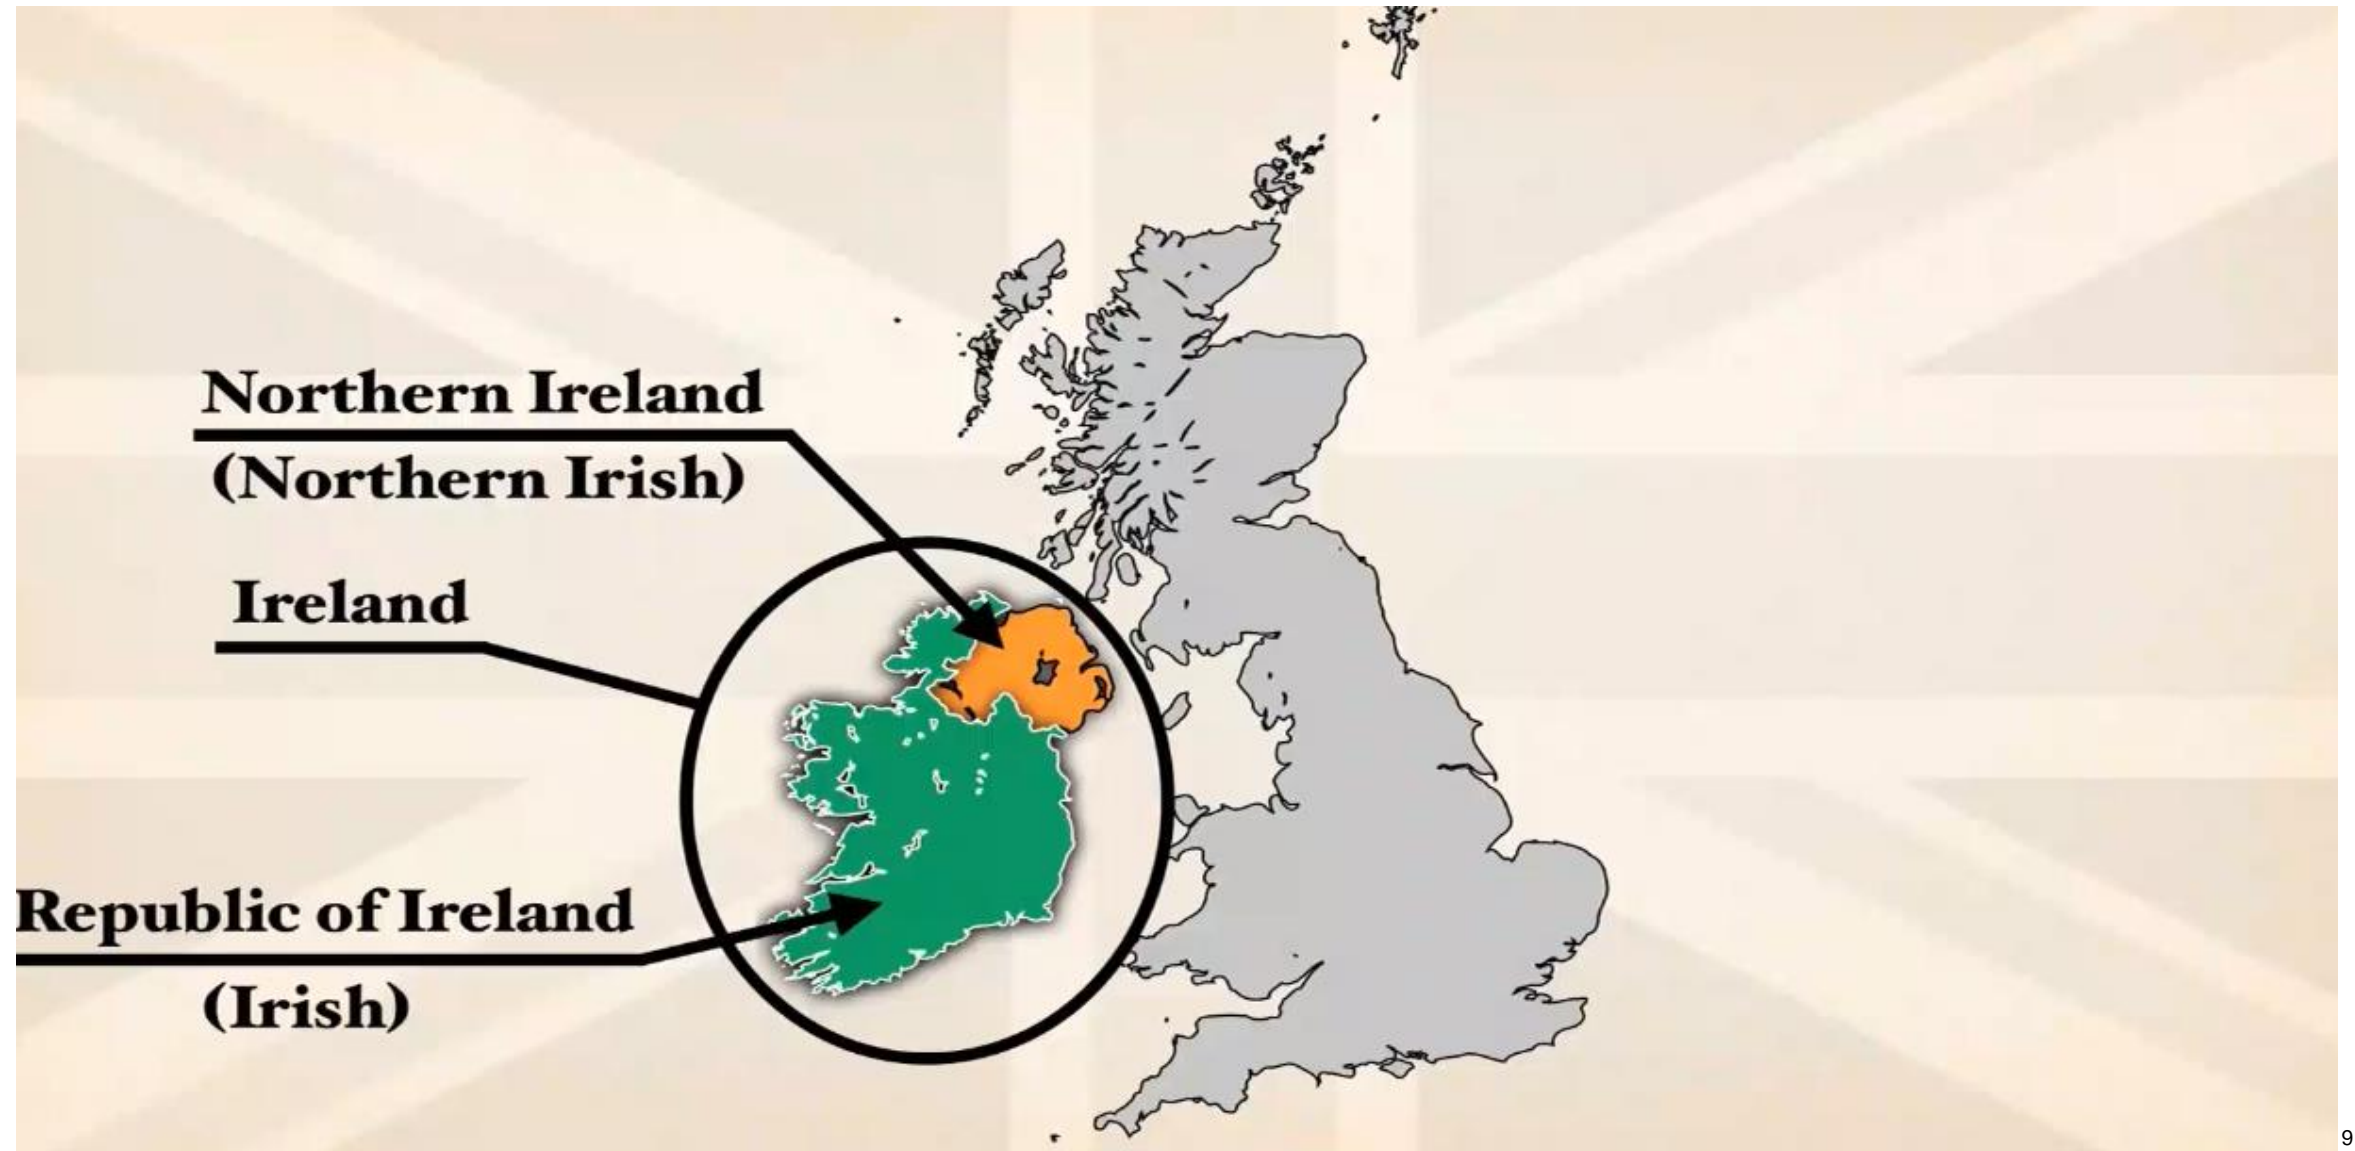 Northern Ireland
(Northern Irish)
Ireland
Republic of Ireland
(Irish)
9